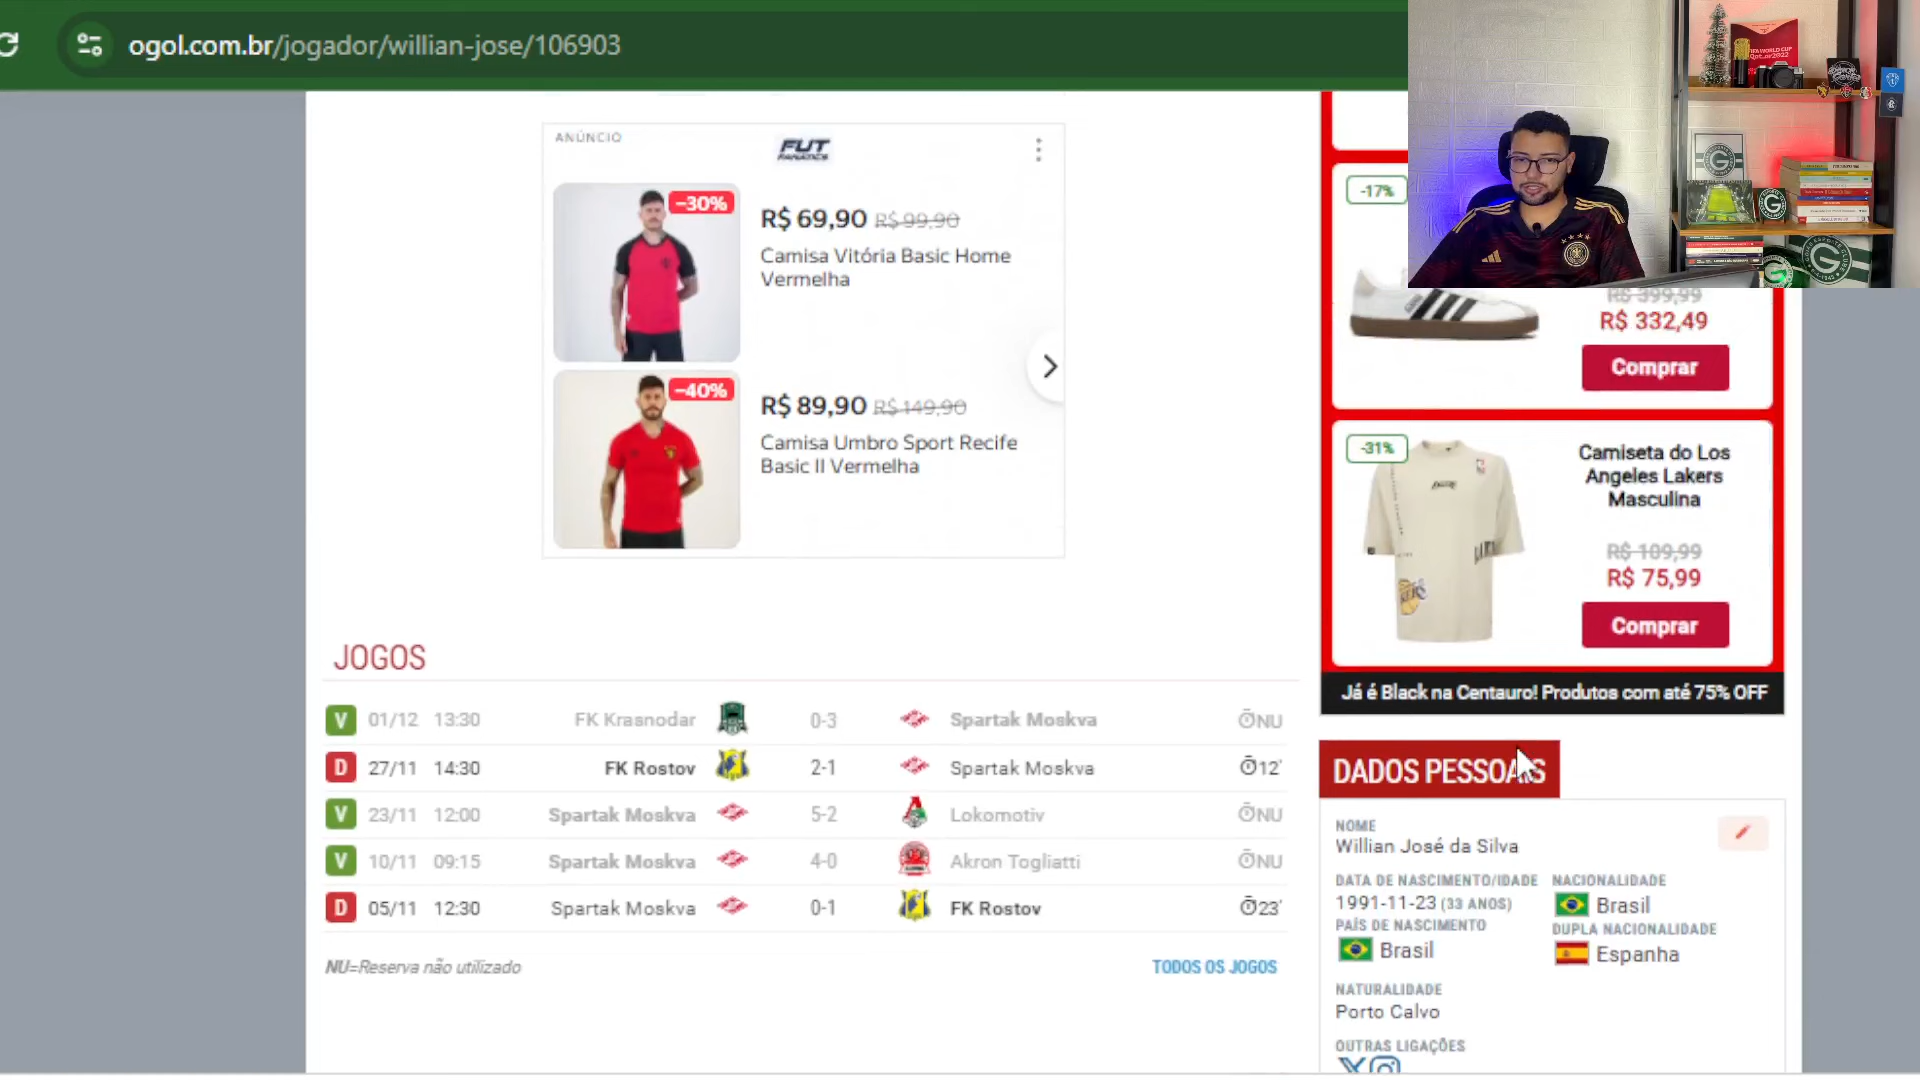 ogol.com.br/jogador/willian-jose/106903
ANÚNCIO
FUT
FANATICS
-30%
R$ 69,90 R$ 99,90
Camisa Vitória Basic Home
Vermelha
-40%
R$ 89,90 R$ 149,90
Camisa Umbro Sport Recife
Basic II Vermelha
-17%
R$ 399,99
R$ 332,49
Comprar
-31%
Camiseta do Los
Angeles Lakers
Masculina
R$ 109,99
R$ 75,99
Comprar
Já é Black na Centauro! Produtos com até 75% OFF
FIFA WORLD CUP
Qatar2022
JOGOS
V 01/12 13:30 FK Krasnodar 0-3 Spartak Moskva NU
D 27/11 14:30 FK Rostov 2-1 Spartak Moskva 12'
V 23/11 12:00 Spartak Moskva 5-2 Lokomotiv NU
V 10/11 09:15 Spartak Moskva 4-0 Akron Togliatti NU
D 05/11 12:30 Spartak Moskva 0-1 FK Rostov 23'
NU=Reserva não utilizado
TODOS OS JOGOS
DADOS PESSOAIS
NOME
Willian José da Silva
DATA DE NASCIMENTO/IDADE
1991-11-23 (33 ANOS)
NACIONALIDADE
Brasil
PAÍS DE NASCIMENTO
Brasil
DUPLA NACIONALIDADE
Espanha
NATURALIDADE
Porto Calvo
OUTRAS LIGAÇÕES